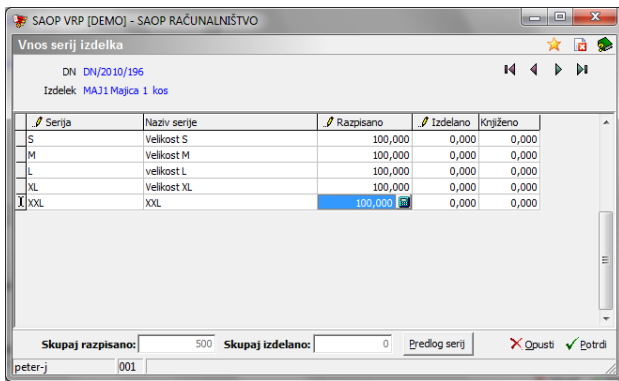 SAOP VRP [DEMO] - SAOP RAČUNALNIŠTVO
Vnos serij izdelka
DN DN/2010/196
Izdelek MAJ1 Majica 1 kos
Serija Naziv serije Razpisano Izdelano Knjiženo
S Velikost S 100,000 0,000 0,000
M Velikost M 100,000 0,000 0,000
L velikost L 100,000 0,000 0,000
XL Velikost XL 100,000 0,000 0,000
XXL XXL 100,000 0,000 0,000
Skupaj razpisano: 500 Skupaj izdelano: 0 Predlog serij Opusti Potrdi
peter-j 001